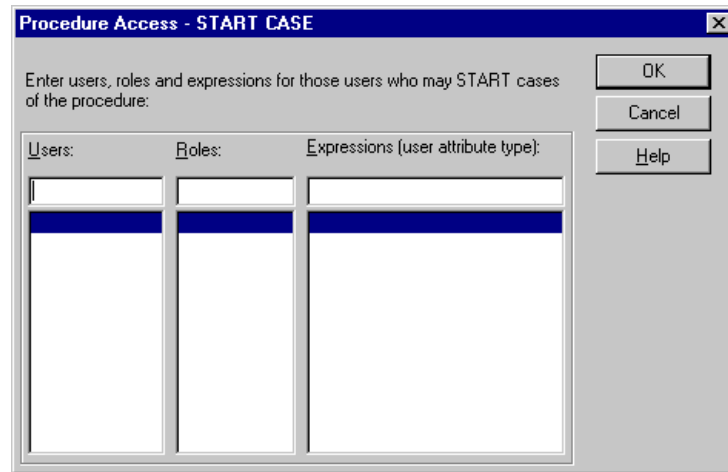 Procedure Access - START CASE
Enter users, roles and expressions for those users who may START cases
of the procedure:
OK
Cancel
Help
Users:
Roles:
Expressions (user attribute type):